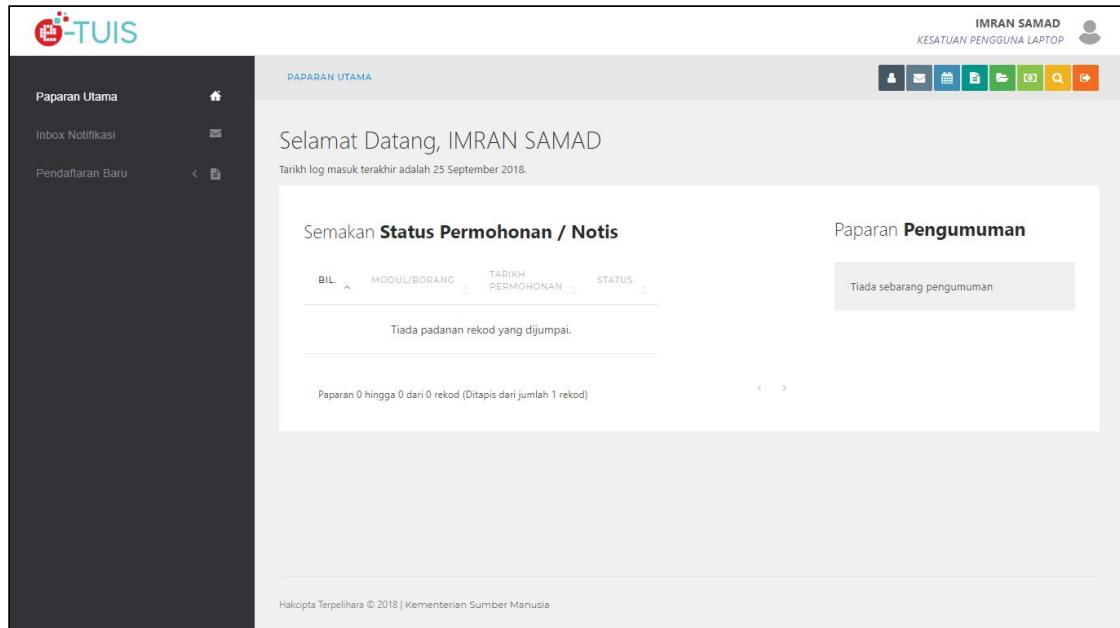 e-TUIS
IMRAN SAMAD
KESATUAN PENGGUNA LAPTOP
PAPARAN UTAMA
Paparan Utama
Inbox Notifikasi
Pendaftaran Baru
Selamat Datang, IMRAN SAMAD
Tarikh log masuk terakhir adalah 25 September 2018.
Semakan Status Permohonan / Notis
BIL. MODUL/BORANG TARIKH PERMOHONAN STATUS
Tiada padanan rekod yang dijumpai.
Paparan 0 hingga 0 dari 0 rekod (Ditapis dari jumlah 1 rekod)
Paparan Pengumuman
Tiada sebarang pengumuman
Hakcipta Terpelihara © 2018 | Kementerian Sumber Manusia